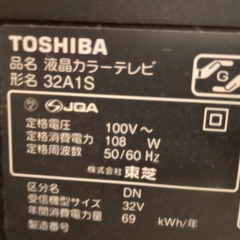 TOSHIBA
品名 液晶カラーテレビ
形名 32A1S
G
JQA
定格電圧 100V～
定格消費電力 108 W
定格周波数 50/60 Hz
株式会社 東芝
区分名 DN
受信機型サイズ 32V
年間消費電力量 69 kWh/年
製造番号